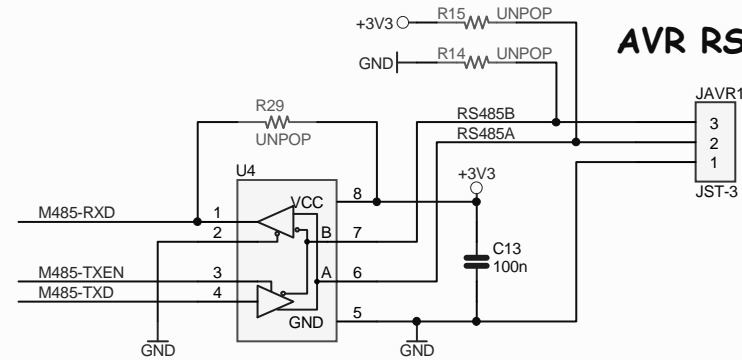 R15 UNPOP
+3V3
AVR RS
R14 UNPOP
GND
JAVR1
R29
UNPOP
RS485B
3
RS485A
2
1
JST-3
U4
+3V3
VCC
8
M485-RXD
1
2
B
7
C13
100n
M485-TXEN
3
A
6
M485-TXD
4
GND
5
GND
GND